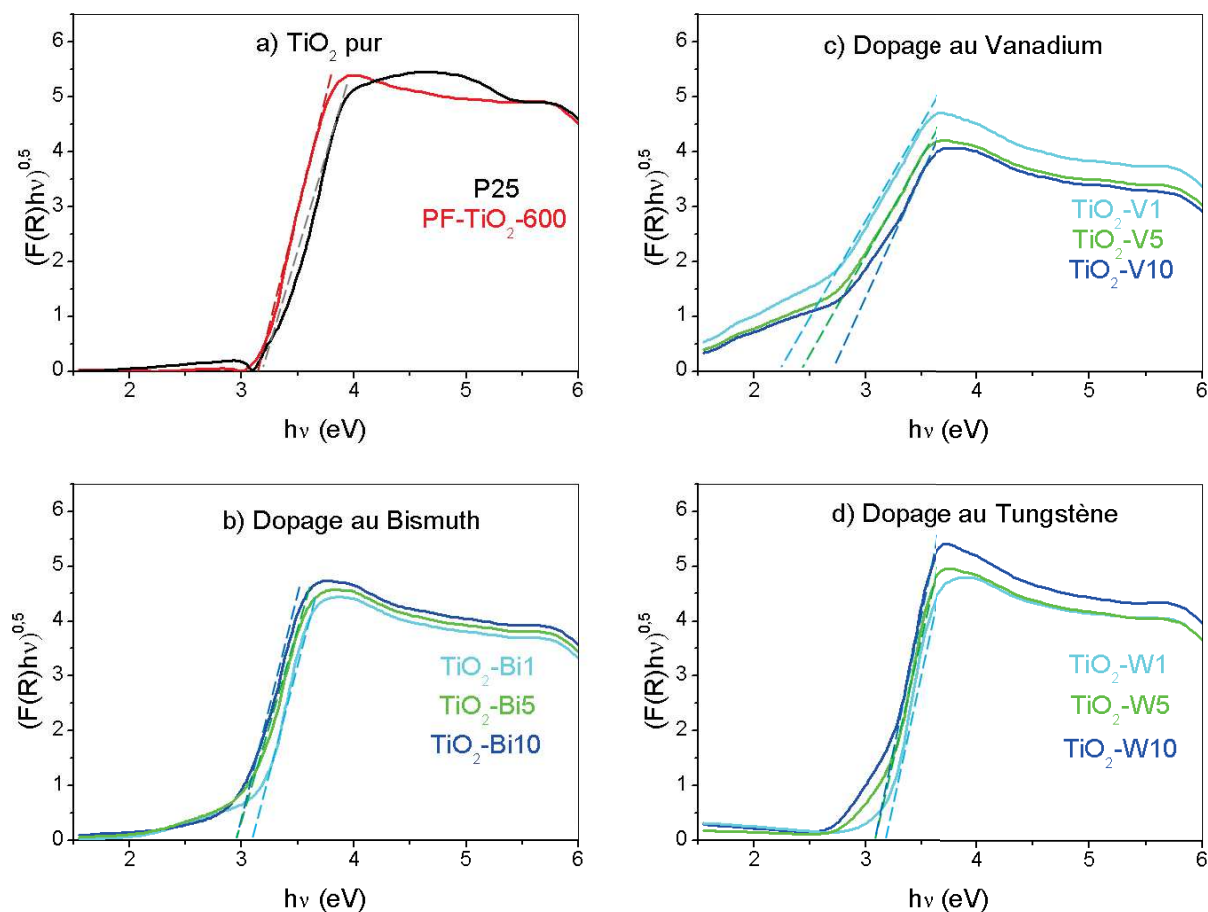 a) TiO₂ pur
(F(R)hν)^0,5
6
5
4
3
2
1
0
P25
PF-TiO₂-600
2 3 4 5 6
hν (eV)
c) Dopage au Vanadium
(F(R)hν)^0,5
6
5
4
3
2
1
0
TiO₂-V1
TiO₂-V5
TiO₂-V10
2 3 4 5 6
hν (eV)
b) Dopage au Bismuth
(F(R)hν)^0,5
6
5
4
3
2
1
0
TiO₂-Bi1
TiO₂-Bi5
TiO₂-Bi10
2 3 4 5 6
hν (eV)
d) Dopage au Tungstène
(F(R)hν)^0,5
6
5
4
3
2
1
0
TiO₂-W1
TiO₂-W5
TiO₂-W10
2 3 4 5 6
hν (eV)